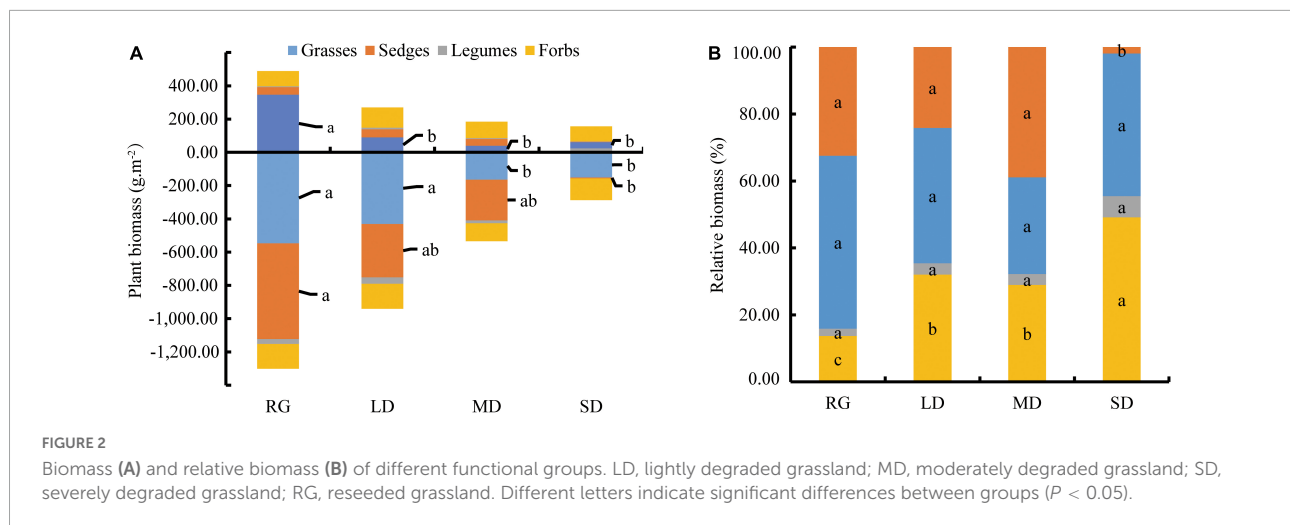 A
Grasses Sedges Legumes Forbs
Plant biomass (g.m-2)
400.00
200.00
0.00
-200.00
-400.00
-600.00
-800.00
-1,000.00
-1,200.00
a
a
a
b
a
ab
b
b
ab
b
b
b
RG LD MD SD
B
Relative biomass (%)
100.00
80.00
60.00
40.00
20.00
0.00
a
a
a
c
a
a
a
b
a
a
a
b
b
a
a
a
RG LD MD SD
FIGURE 2
Biomass (A) and relative biomass (B) of different functional groups. LD, lightly degraded grassland; MD, moderately degraded grassland; SD,
severely degraded grassland; RG, reseeded grassland. Different letters indicate significant differences between groups (P < 0.05).